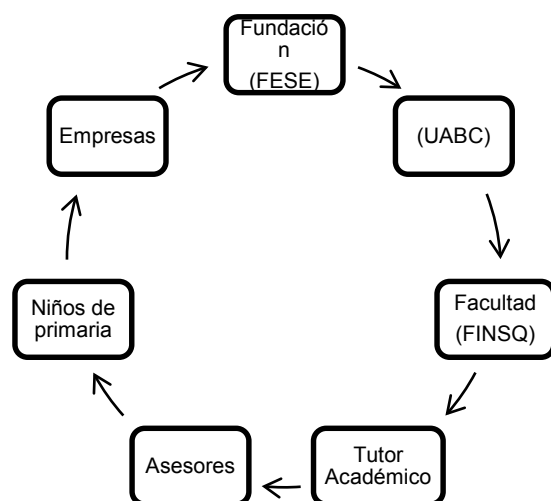 Fundació
n
(FESE)
(UABC)
Facultad
(FINSQ)
Tutor
Académico
Asesores
Niños de
primaria
Empresas